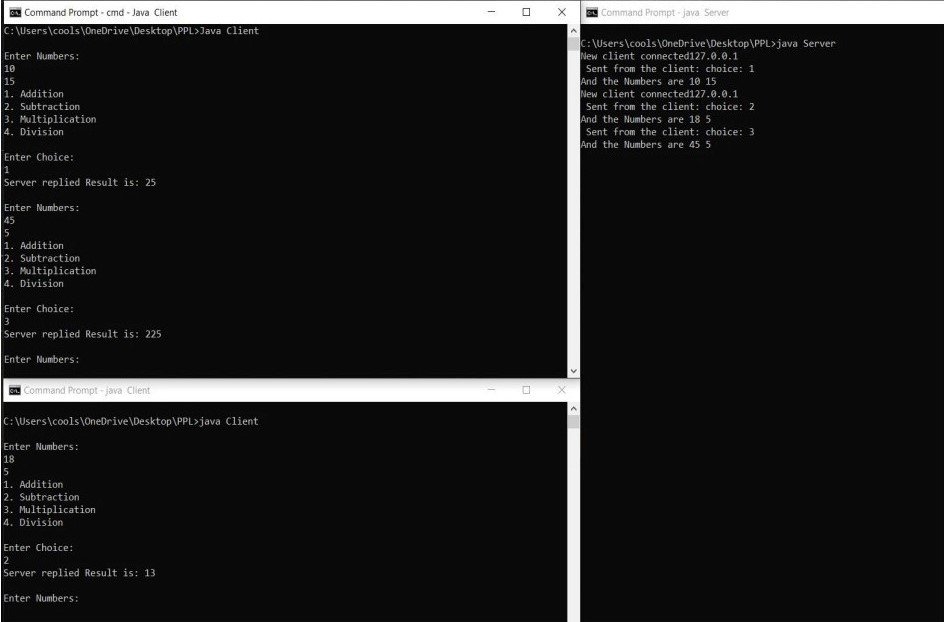 Command Prompt - cmd - Java Client
C:\Users\cools\OneDrive\Desktop\PPL>Java Client
Enter Numbers:
10
15
1. Addition
2. Subtraction
3. Multiplication
4. Division
Enter Choice:
1
Server replied Result is: 25
Enter Numbers:
45
5
1. Addition
2. Subtraction
3. Multiplication
4. Division
Enter Choice:
3
Server replied Result is: 225
Enter Numbers:
Command Prompt - java Client
C:\Users\cools\OneDrive\Desktop\PPL>java Client
Enter Numbers:
18
5
1. Addition
2. Subtraction
3. Multiplication
4. Division
Enter Choice:
2
Server replied Result is: 13
Enter Numbers:
Command Prompt - java Server
C:\Users\cools\OneDrive\Desktop\PPL>java Server
New client connected127.0.0.1
Sent from the client: choice: 1
And the Numbers are 10 15
New client connected127.0.0.1
Sent from the client: choice: 2
And the Numbers are 18 5
Sent from the client: choice: 3
And the Numbers are 45 5